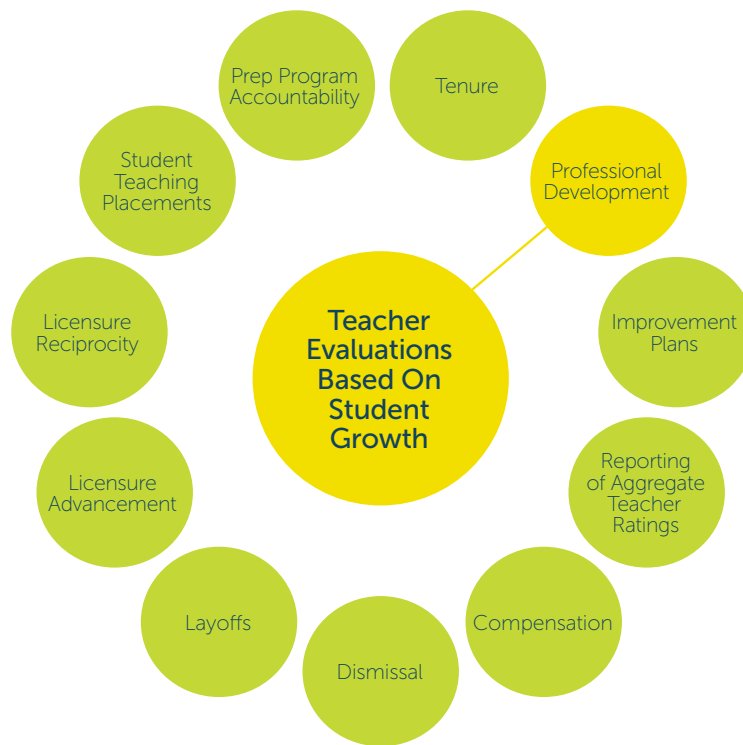 Prep Program
Accountability
Tenure
Student
Teaching
Placements
Professional
Development
Licensure
Reciprocity
Teacher
Evaluations
Based On
Student
Growth
Improvement
Plans
Licensure
Advancement
Reporting
of Aggregate
Teacher
Ratings
Layoffs
Dismissal
Compensation